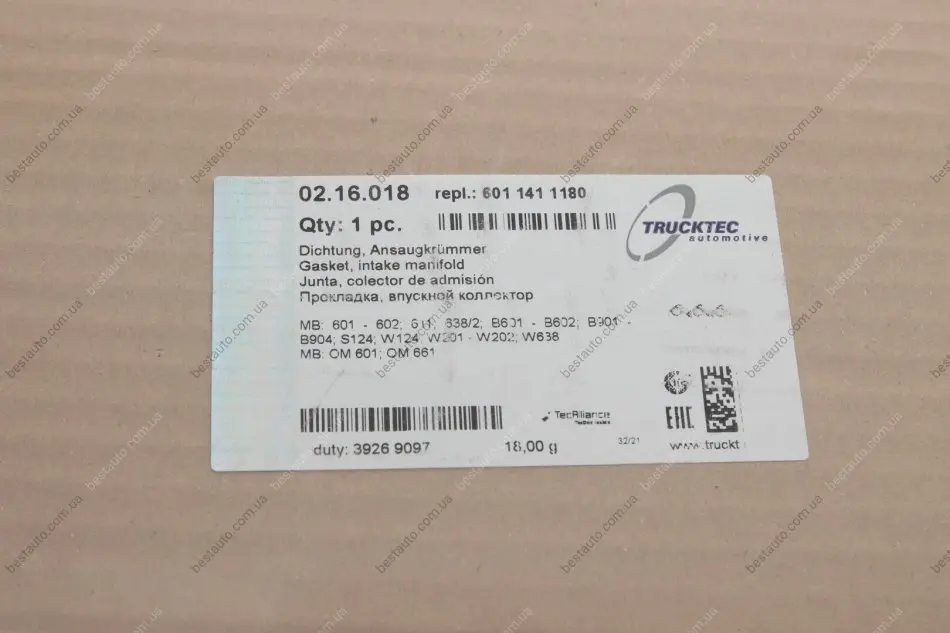 02.16.018 repl.: 601 141 1180
Qty: 1 pc.
TRUCKTEC
automotive
Dichtung, Ansaugkrümmer
Gasket, intake manifold
Junta, colector de admisión
Прокладка, впускной коллектор
MB: 601 - 602; 611; 638/2; B601 - B602; B901 -
B904; S124; W124; W201 - W202; W638
MB: OM 601; OM 661
TecAlliance
EAC
duty: 3926 9097 18,00 g 32/21 www.truckt
bestauto.com.ua